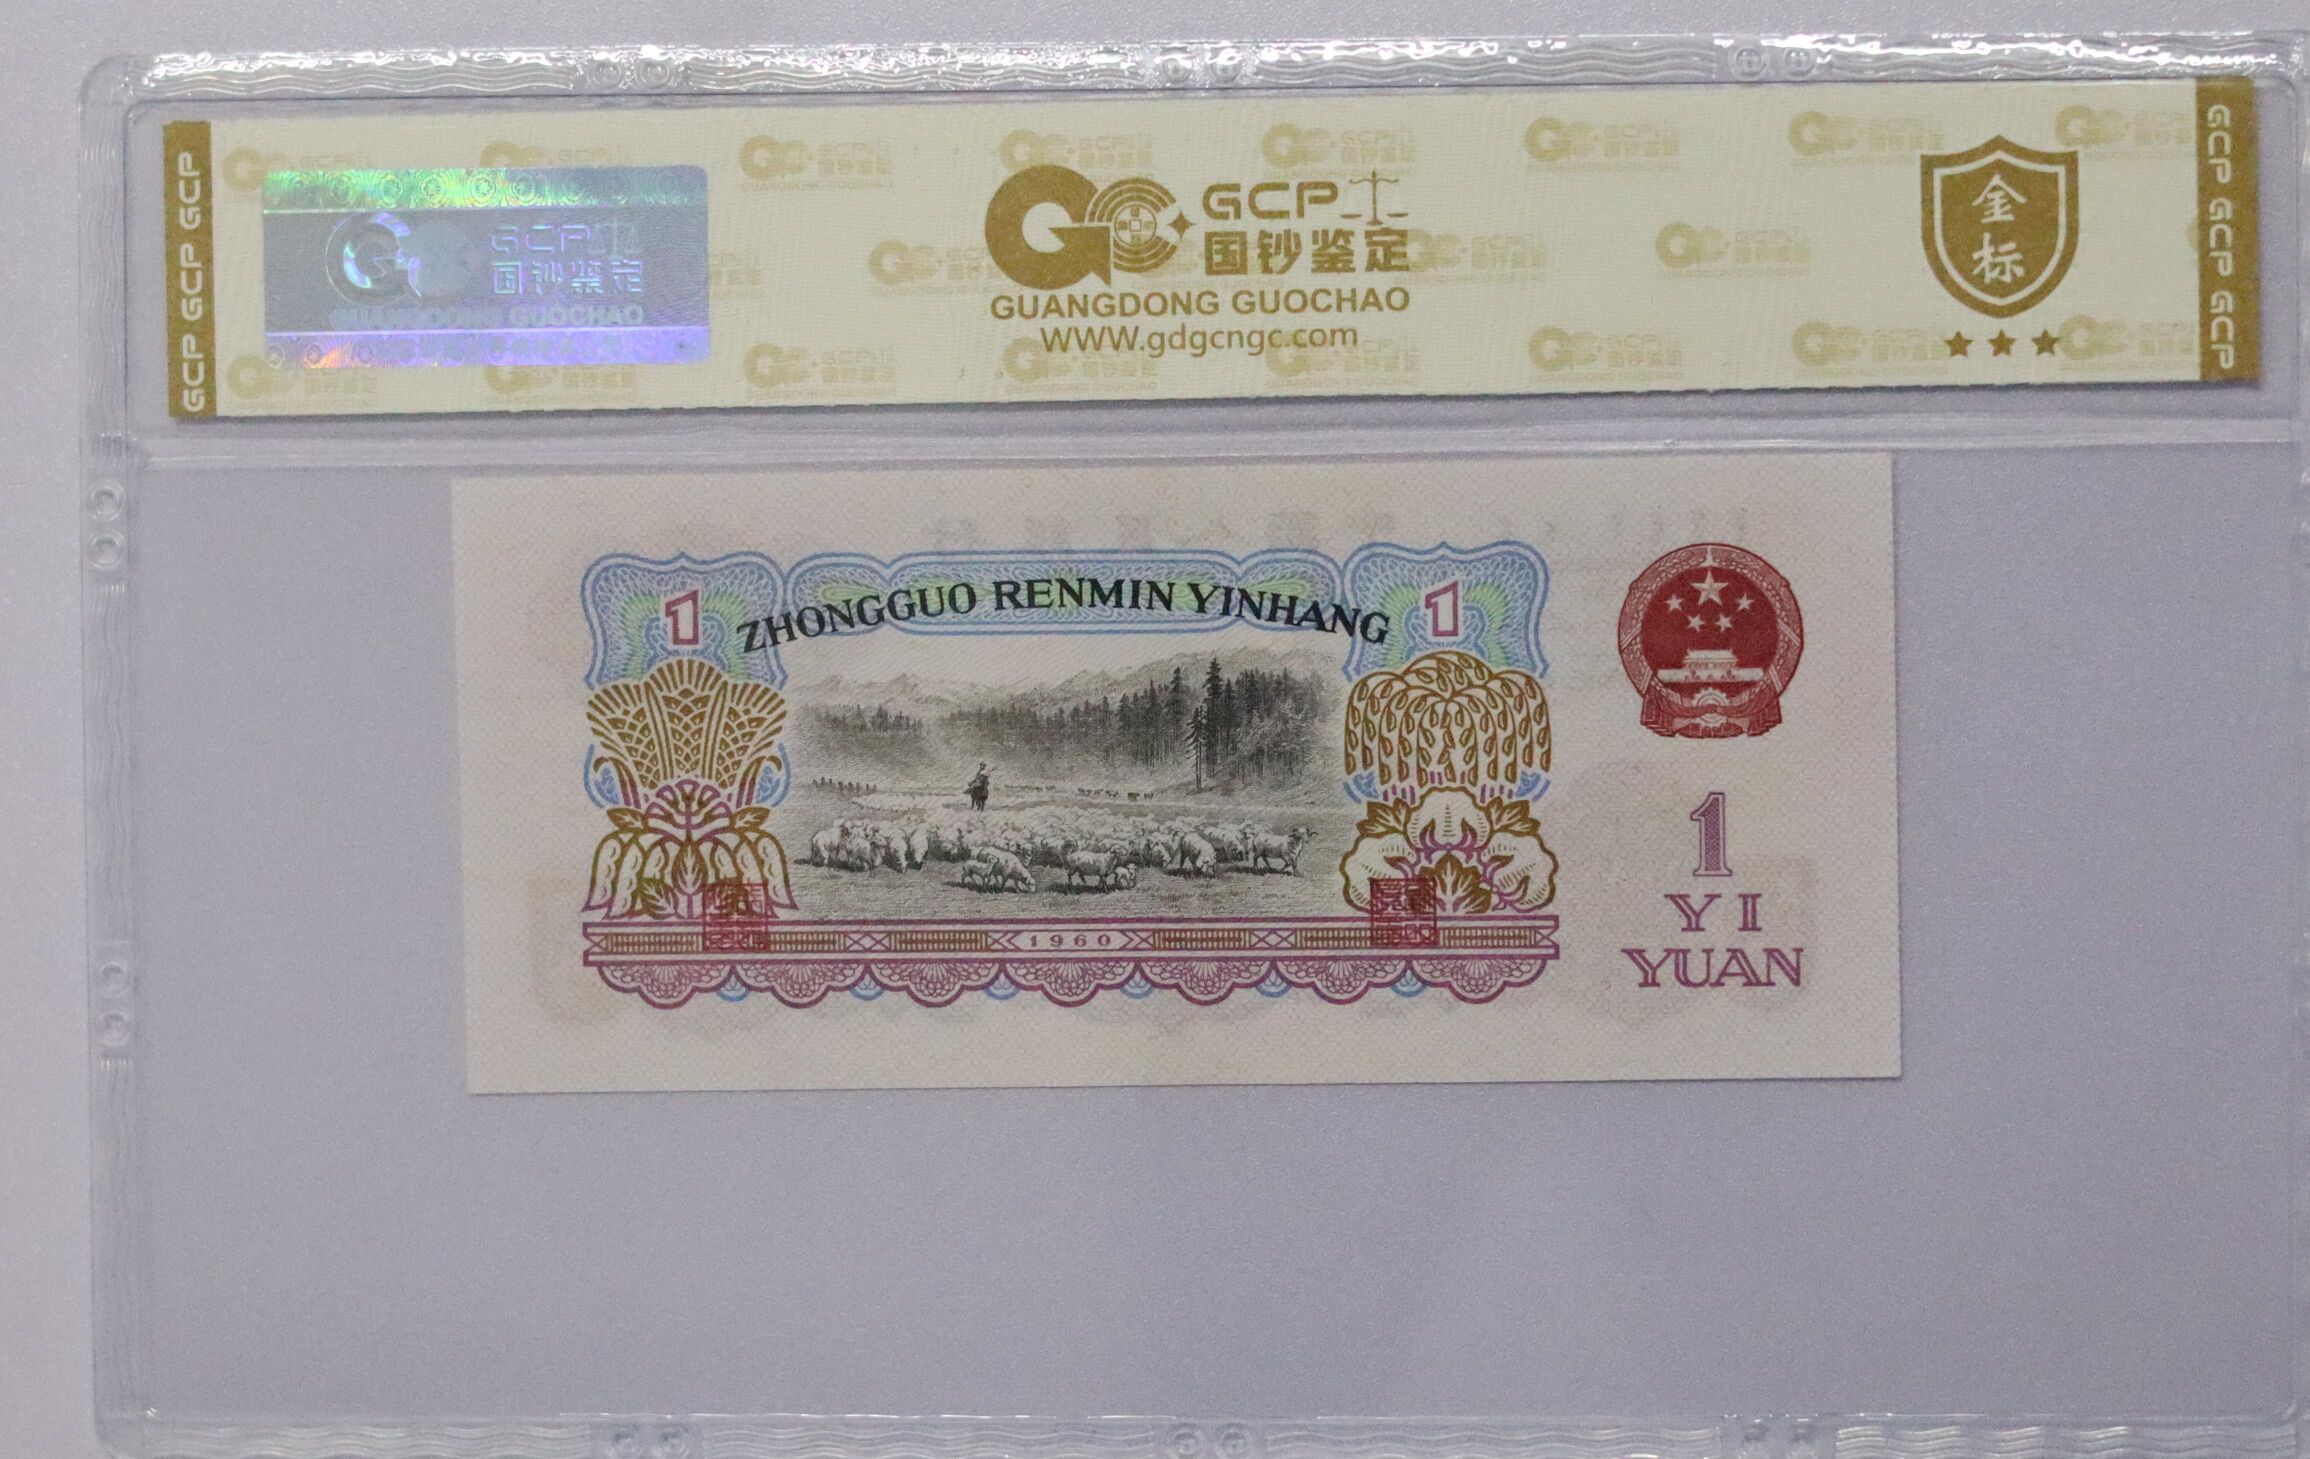 GCP GCP GCP
GCP
国钞鉴定
GUANGDONG GUOCHAO
GCP
国钞鉴定
GUANGDONG GUOCHAO
WWW.gdgcngc.com
金
标
GCP GCP GCP
1
ZHONGGUO RENMIN YINHANG
1
1960
1
YI
YUAN